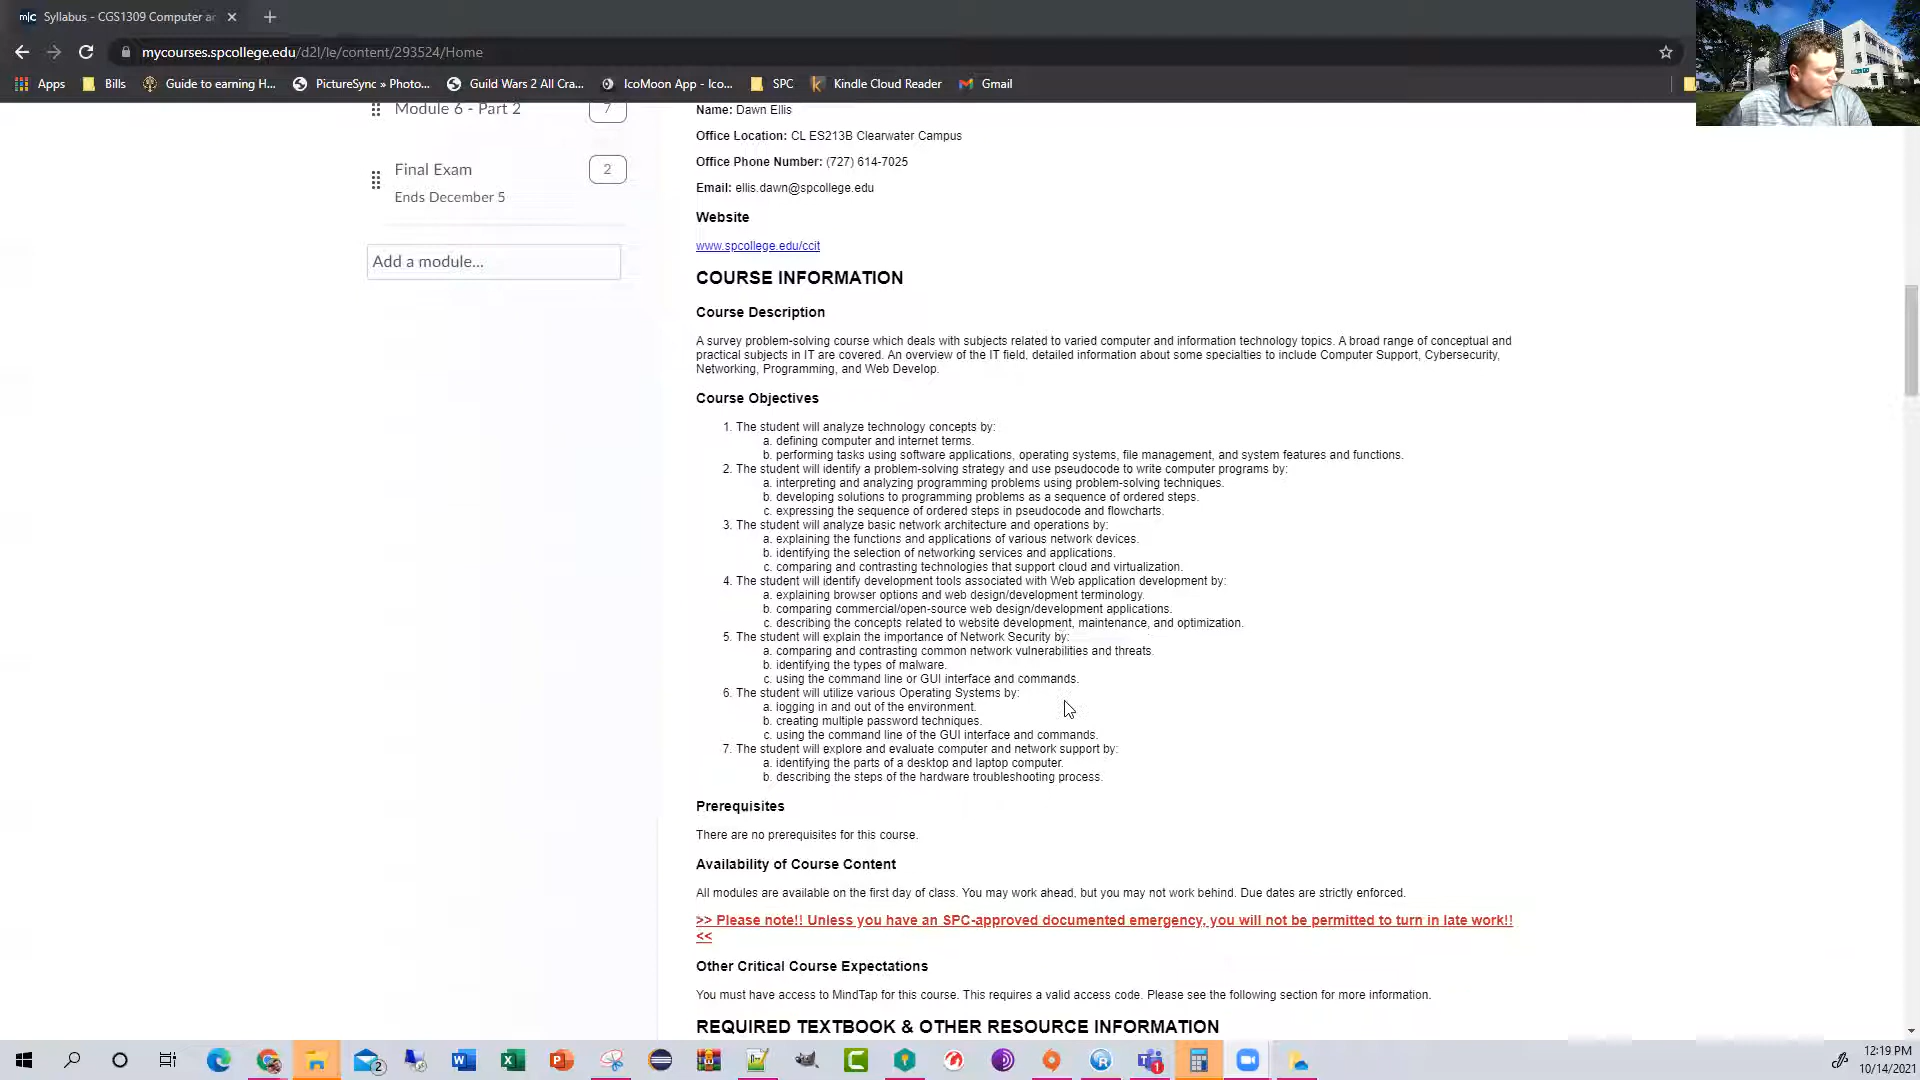 Syllabus - CGS1309 Computer ar
mycourses.spcollege.edu/d2l/le/content/293524/Home
Apps
Bills
Guide to earning H...
PictureSync » Photo...
Guild Wars 2 All Cra...
IcoMoon App - Ico...
SPC
Kindle Cloud Reader
Gmail
Module 6 - Part 2
7
Final Exam
2
Ends December 5
Add a module...
Name: Dawn Ellis
Office Location: CL ES213B Clearwater Campus
Office Phone Number: (727) 614-7025
Email: ellis.dawn@spcollege.edu
Website
www.spcollege.edu/ccit
COURSE INFORMATION
Course Description
A survey problem-solving course which deals with subjects related to varied computer and information technology topics. A broad range of conceptual and
practical subjects in IT are covered. An overview of the IT field, detailed information about some specialties to include Computer Support, Cybersecurity,
Networking, Programming, and Web Develop.
Course Objectives
1. The student will analyze technology concepts by:
a. defining computer and internet terms.
b. performing tasks using software applications, operating systems, file management, and system features and functions.
2. The student will identify a problem-solving strategy and use pseudocode to write computer programs by:
a. interpreting and analyzing programming problems using problem-solving techniques.
b. developing solutions to programming problems as a sequence of ordered steps.
c. expressing the sequence of ordered steps in pseudocode and flowcharts.
3. The student will analyze basic network architecture and operations by:
a. explaining the functions and applications of various network devices.
b. identifying the selection of networking services and applications.
c. comparing and contrasting technologies that support cloud and virtualization.
4. The student will identify development tools associated with Web application development by:
a. explaining browser options and web design/development terminology.
b. comparing commercial/open-source web design/development applications.
c. describing the concepts related to website development, maintenance, and optimization.
5. The student will explain the importance of Network Security by:
a. comparing and contrasting common network vulnerabilities and threats.
b. identifying the types of malware.
c. using the command line or GUI interface and commands.
6. The student will utilize various Operating Systems by:
a. logging in and out of the environment.
b. creating multiple password techniques.
c. using the command line of the GUI interface and commands.
7. The student will explore and evaluate computer and network support by:
a. identifying the parts of a desktop and laptop computer.
b. describing the steps of the hardware troubleshooting process.
Prerequisites
There are no prerequisites for this course.
Availability of Course Content
All modules are available on the first day of class. You may work ahead, but you may not work behind. Due dates are strictly enforced.
>> Please note!! Unless you have an SPC-approved documented emergency, you will not be permitted to turn in late work!!
<<
Other Critical Course Expectations
You must have access to MindTap for this course. This requires a valid access code. Please see the following section for more information.
REQUIRED TEXTBOOK & OTHER RESOURCE INFORMATION
12:19 PM
10/14/2021